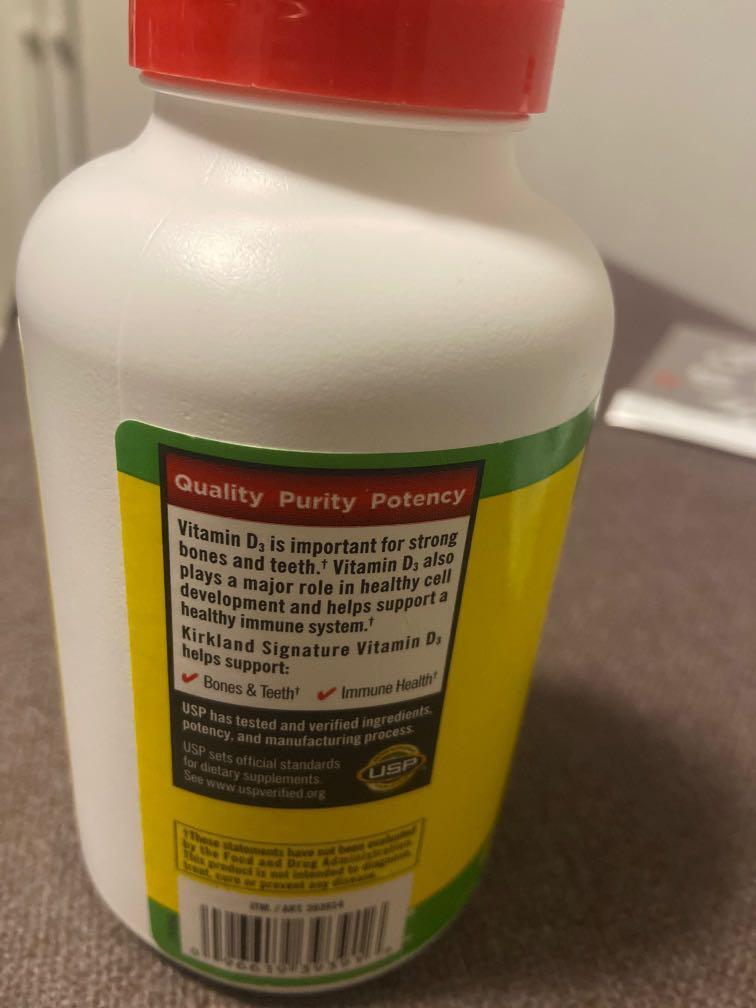 Quality Purity Potency
Vitamin D₃ is important for strong
bones and teeth.† Vitamin D₃ also
plays a major role in healthy cell
development and helps support a
healthy immune system.†
Kirkland Signature Vitamin D₃
helps support:
✔ Bones & Teeth† ✔ Immune Health†
USP has tested and verified ingredients,
potency, and manufacturing process.
USP sets official standards
for dietary supplements.
See www.uspverified.org
USP
†These statements have not been evaluated
by the Food and Drug Administration.
This product is not intended to diagnose,
treat, cure or prevent any disease.
ITM. / ART.